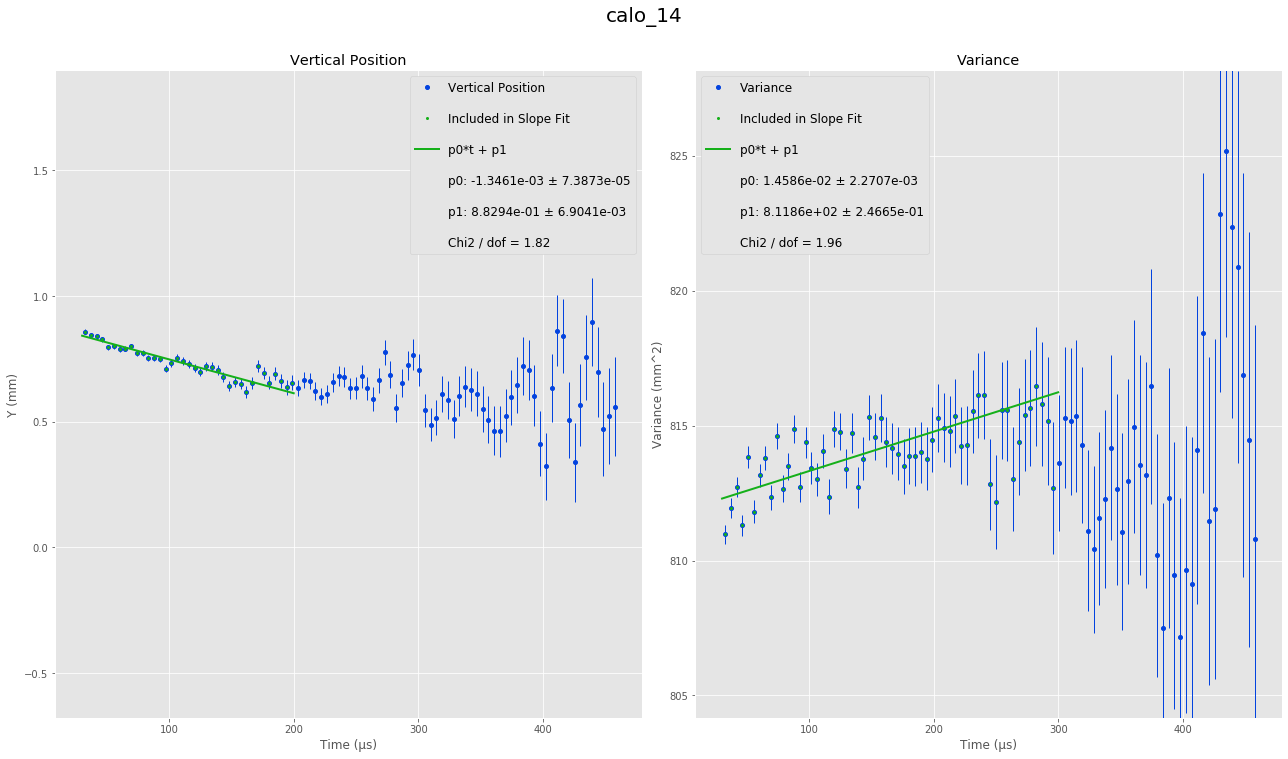 calo_14
Vertical Position
Vertical Position
Included in Slope Fit
p0*t + p1
p0: -1.3461e-03 ± 7.3873e-05
p1: 8.8294e-01 ± 6.9041e-03
Chi2 / dof = 1.82
1.5
1.0
0.5
0.0
−0.5
Y (mm)
100
200
300
400
Time (µs)
Variance
Variance
Included in Slope Fit
p0*t + p1
p0: 1.4586e-02 ± 2.2707e-03
p1: 8.1186e+02 ± 2.4665e-01
Chi2 / dof = 1.96
825
820
815
810
805
Variance (mm^2)
100
200
300
400
Time (µs)